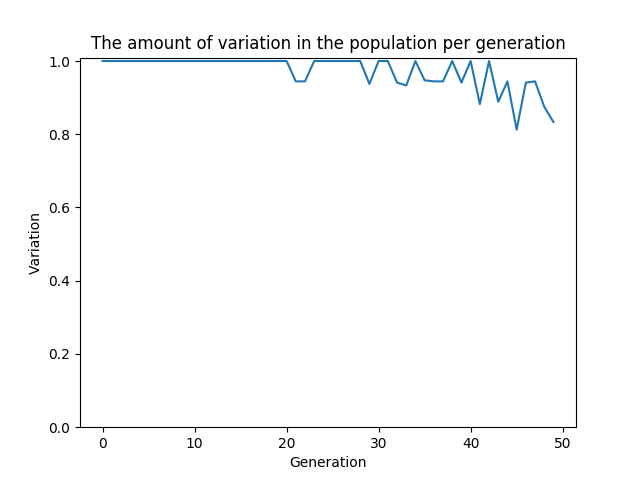 The amount of variation in the population per generation
1.0
0.8
0.6
0.4
0.2
0.0
Variation
0 10 20 30 40 50
Generation